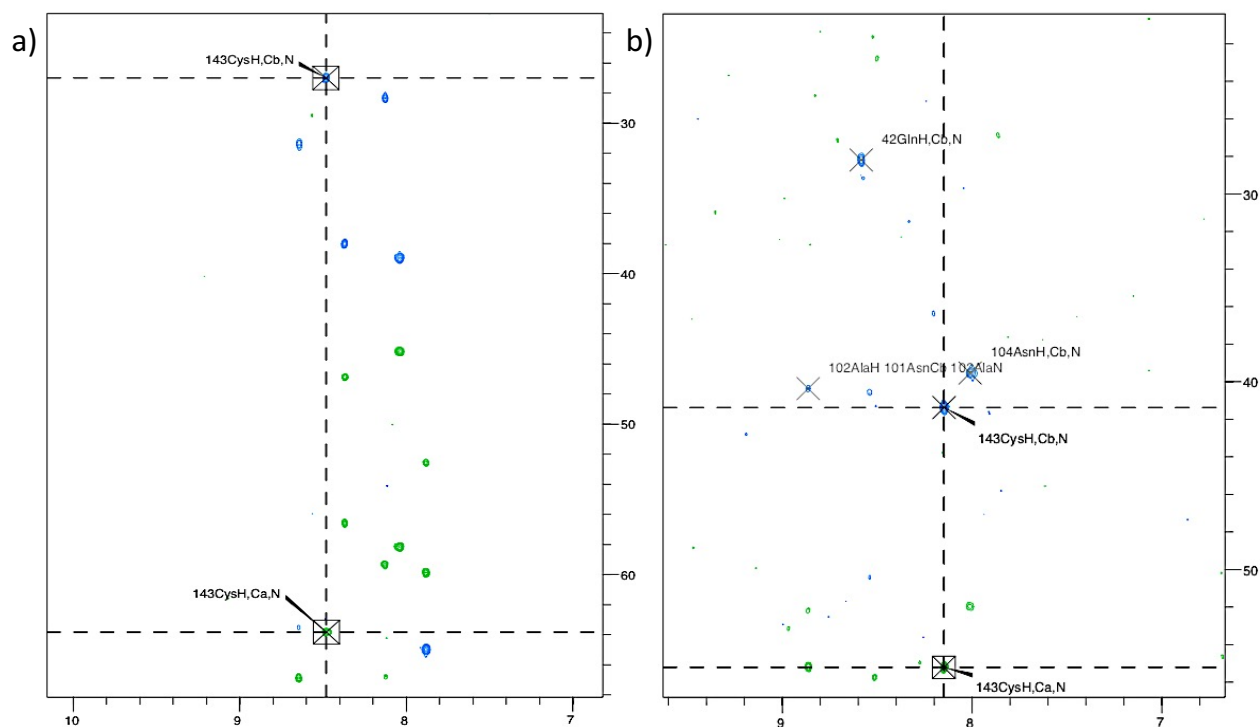 a)
143CysH,Cb,N
30
40
50
60
143CysH,Ca,N
10
9
8
7
b)
42GlnH,Cb,N
30
104AsnH,Cb,N
102AlaH 101AsnCb 102AlaN
40
143CysH,Cb,N
50
143CysH,Ca,N
9
8
7